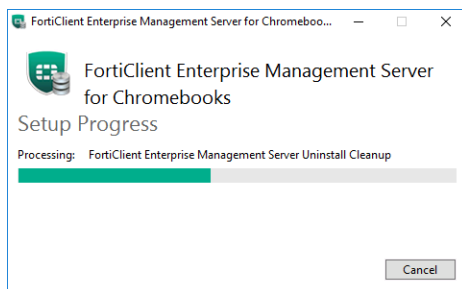 FortiClient Enterprise Management Server for Chromeboo...
FortiClient Enterprise Management Server
for Chromebooks
Setup Progress
Processing: FortiClient Enterprise Management Server Uninstall Cleanup
Cancel